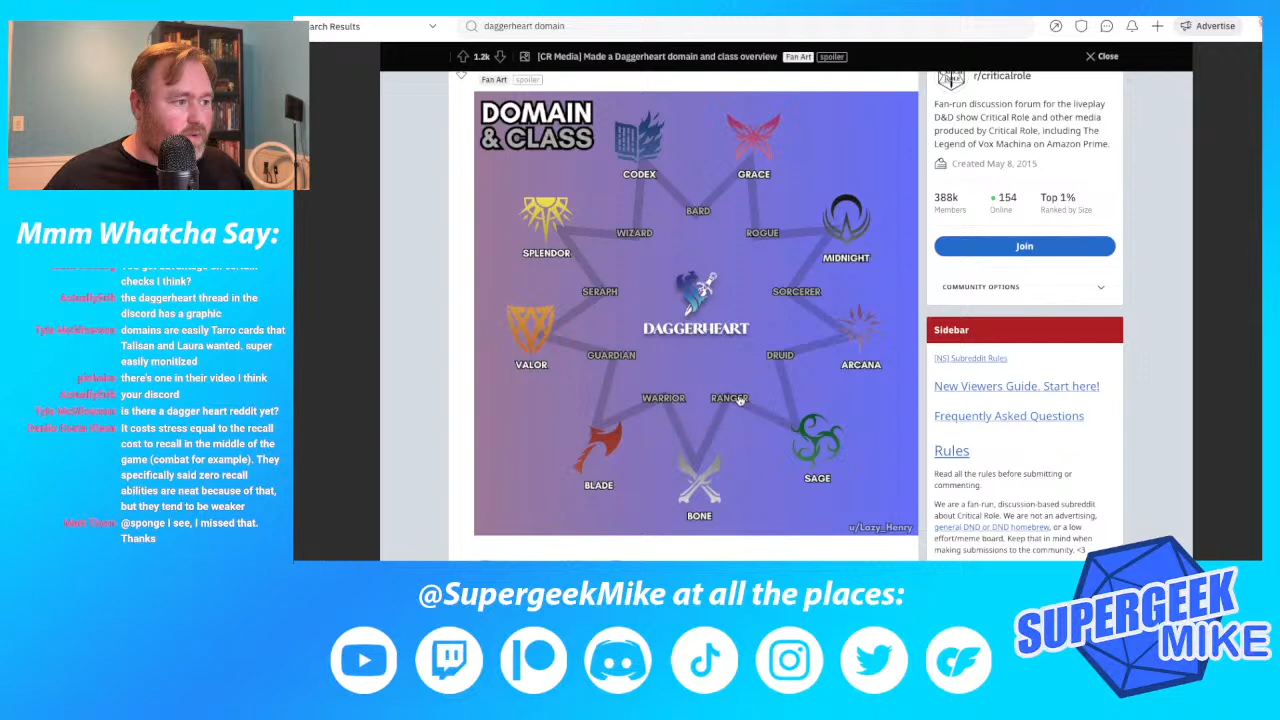 arch Results
daggerheart domain
Advertise
1.2k
[CR Media] Made a Daggerheart domain and class overview
Fan Art
spoiler
Close
Fan Art
spoiler
DOMAIN
& CLASS
CODEX
GRACE
BARD
WIZARD
ROGUE
SPLENDOR
MIDNIGHT
SERAPH
SORCERER
DAGGERHEART
VALOR
GUARDIAN
DRUID
ARCANA
WARRIOR
RANGER
BLADE
SAGE
BONE
u/Lazy_Henry
r/criticalrole
Fan-run discussion forum for the liveplay
D&D show Critical Role and other media
produced by Critical Role, including The
Legend of Vox Machina on Amazon Prime.
Created May 8, 2015
388k
154
Top 1%
Members
Online
Ranked by Size
Join
COMMUNITY OPTIONS
Sidebar
[NS] Subreddit Rules
New Viewers Guide. Start here!
Frequently Asked Questions
Rules
Read all the rules before submitting or
commenting.
We are a fan-run, discussion-based subreddit
about Critical Role. We are not an advertising,
general DND or DND homebrew, or a low
effort/meme board. Keep that in mind when
making submissions to the community. <3
Mmm Whatcha Say:
checks I think?
the daggerheart thread in the
discord has a graphic
domains are easily Tarro cards that
Talisan and Laura wanted. super
easily monitized
there's one in their video I think
your discord
is there a dagger heart reddit yet?
It costs stress equal to the recall
cost to recall in the middle of the
game (combat for example). They
specifically said zero recall
abilities are neat because of that,
but they tend to be weaker
@sponge I see, I missed that.
Thanks
@SupergeekMike at all the places:
SUPERGEEK
MIKE